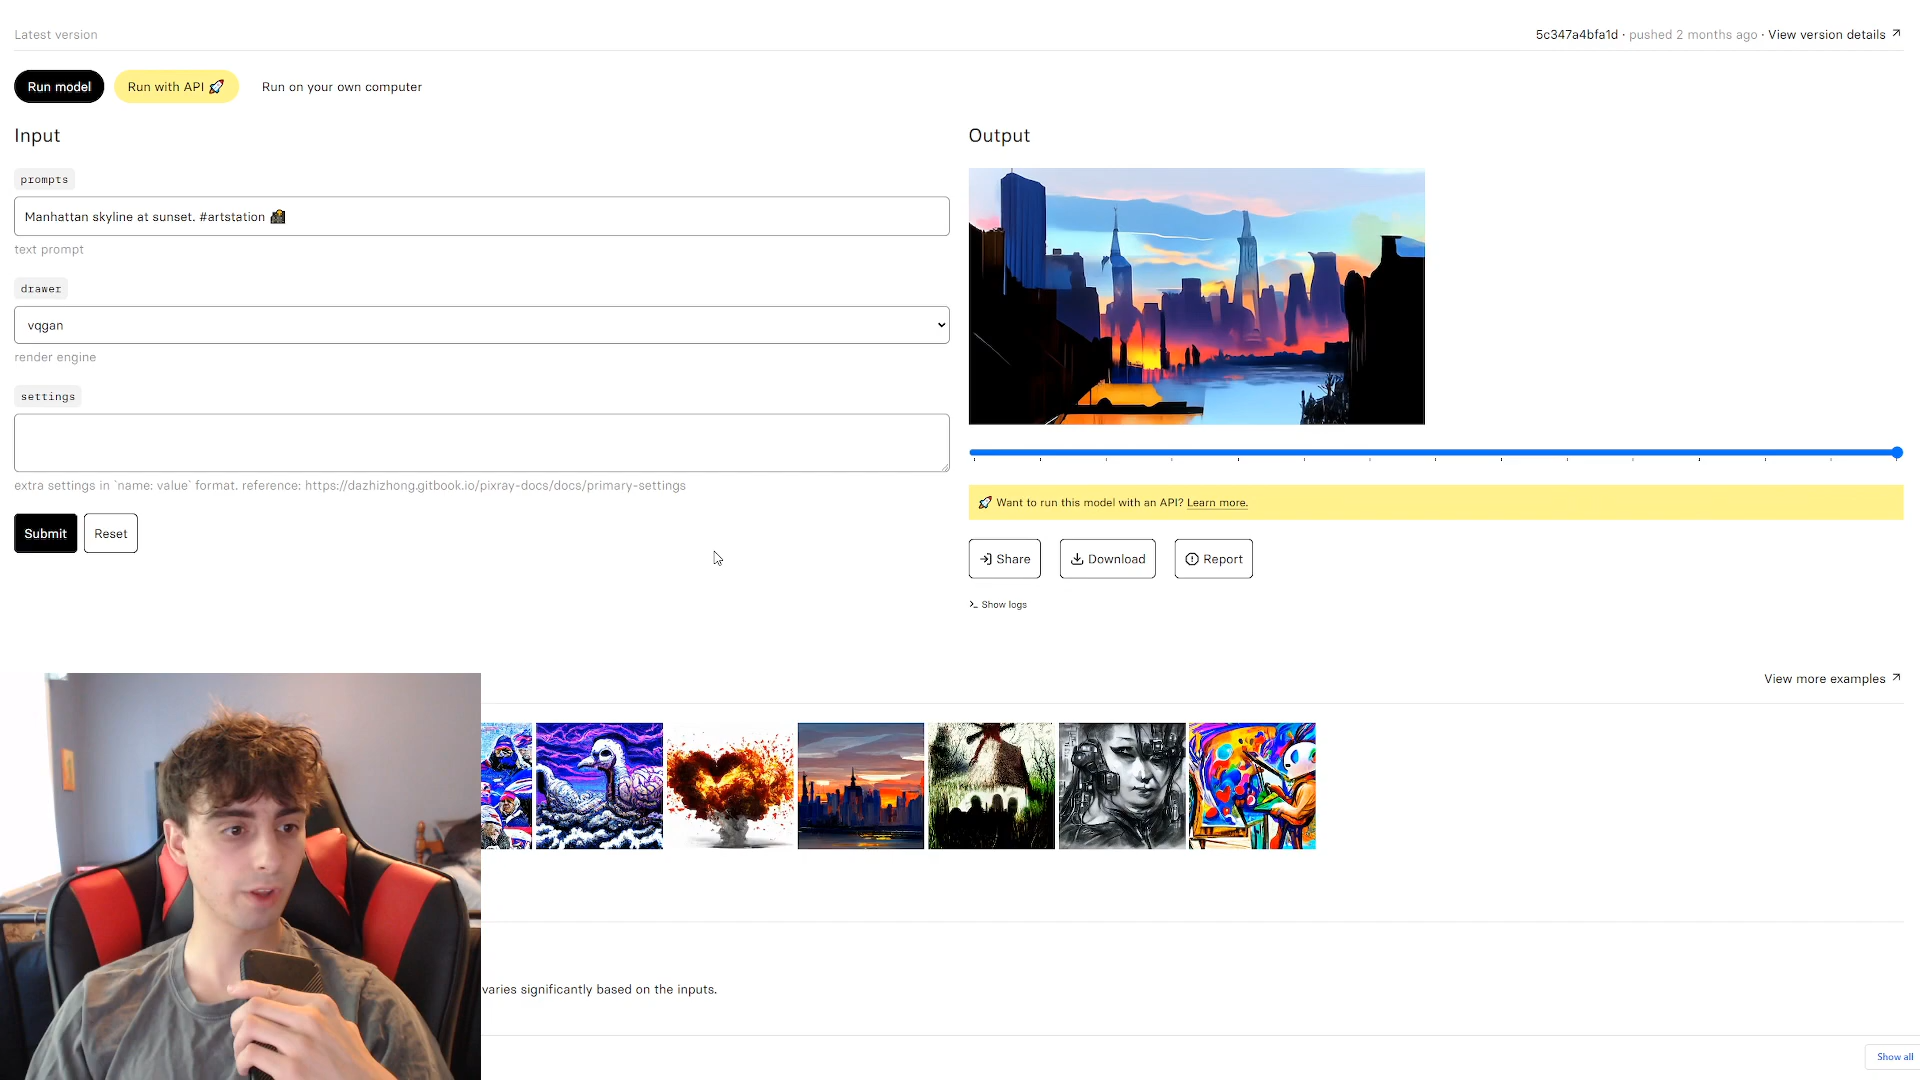 Latest version
5c347a4bfa1d · pushed 2 months ago · View version details
Run model
Run with API 🚀
Run on your own computer
Input
prompts
Manhattan skyline at sunset. #artstation 🌇
text prompt
drawer
vqgan
render engine
settings
extra settings in `name: value` format. reference: https://dazhizhong.gitbook.io/pixray-docs/docs/primary-settings
Submit
Reset
Output
🚀 Want to run this model with an API? Learn more.
Share
Download
Report
Show logs
View more examples
varies significantly based on the inputs.
Show all